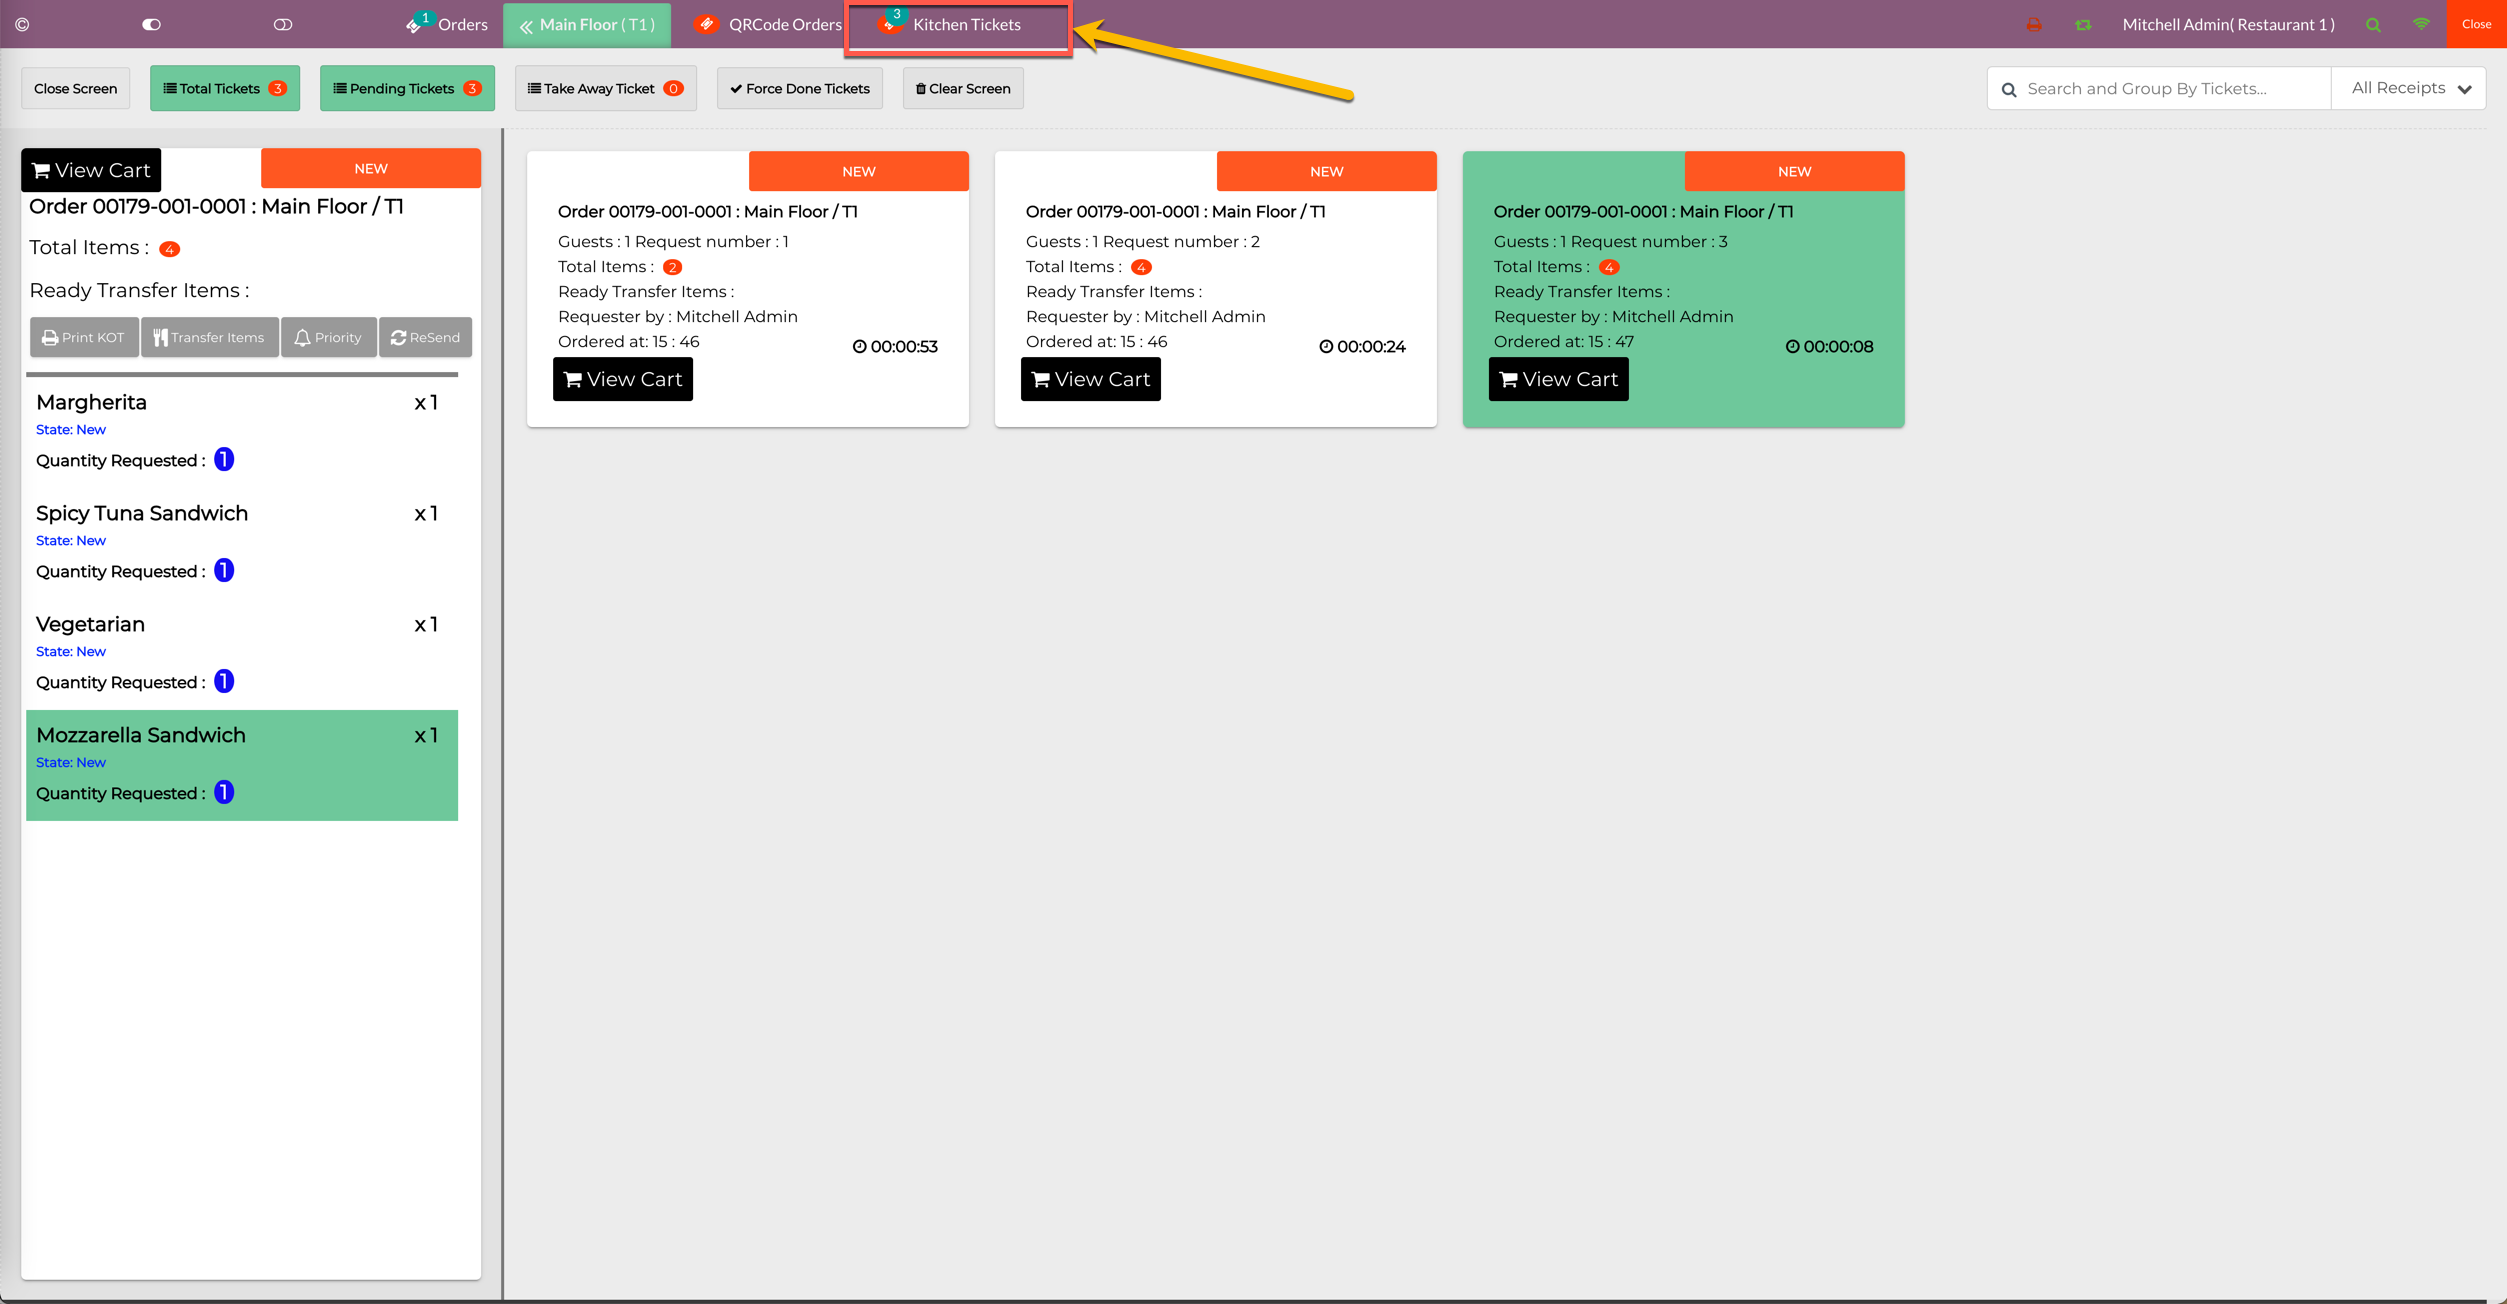 1 Orders
Main Floor ( T1 )
QRCode Orders
3 Kitchen Tickets
Mitchell Admin( Restaurant 1 )
Close
Close Screen
Total Tickets 3
Pending Tickets 3
Take Away Ticket 0
Force Done Tickets
Clear Screen
Search and Group By Tickets...
All Receipts
View Cart
NEW
Order 00179-001-0001 : Main Floor / T1
Total Items : 4
Ready Transfer Items :
Print KOT
Transfer Items
Priority
ReSend
Margherita x 1
State: New
Quantity Requested : 1
Spicy Tuna Sandwich x 1
State: New
Quantity Requested : 1
Vegetarian x 1
State: New
Quantity Requested : 1
Mozzarella Sandwich x 1
State: New
Quantity Requested : 1
NEW
Order 00179-001-0001 : Main Floor / T1
Guests : 1 Request number : 1
Total Items : 2
Ready Transfer Items :
Requester by : Mitchell Admin
Ordered at: 15 : 46
00:00:53
View Cart
NEW
Order 00179-001-0001 : Main Floor / T1
Guests : 1 Request number : 2
Total Items : 4
Ready Transfer Items :
Requester by : Mitchell Admin
Ordered at: 15 : 46
00:00:24
View Cart
NEW
Order 00179-001-0001 : Main Floor / T1
Guests : 1 Request number : 3
Total Items : 4
Ready Transfer Items :
Requester by : Mitchell Admin
Ordered at: 15 : 47
00:00:08
View Cart